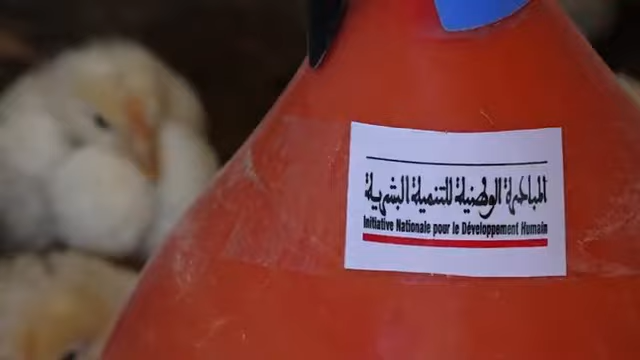 المبادرة الوطنية للتنمية البشرية
Initiative Nationale pour le Développement Humain